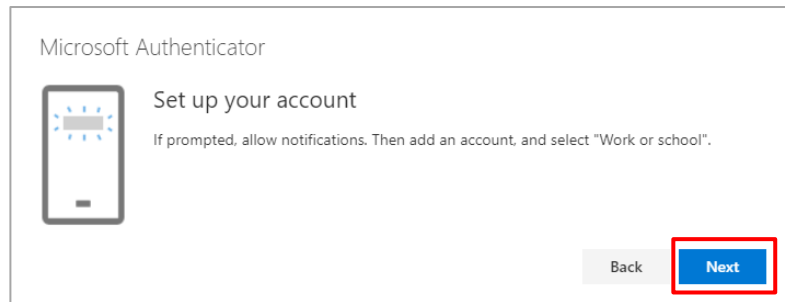 Microsoft Authenticator
Set up your account
If prompted, allow notifications. Then add an account, and select "Work or school".
Back
Next